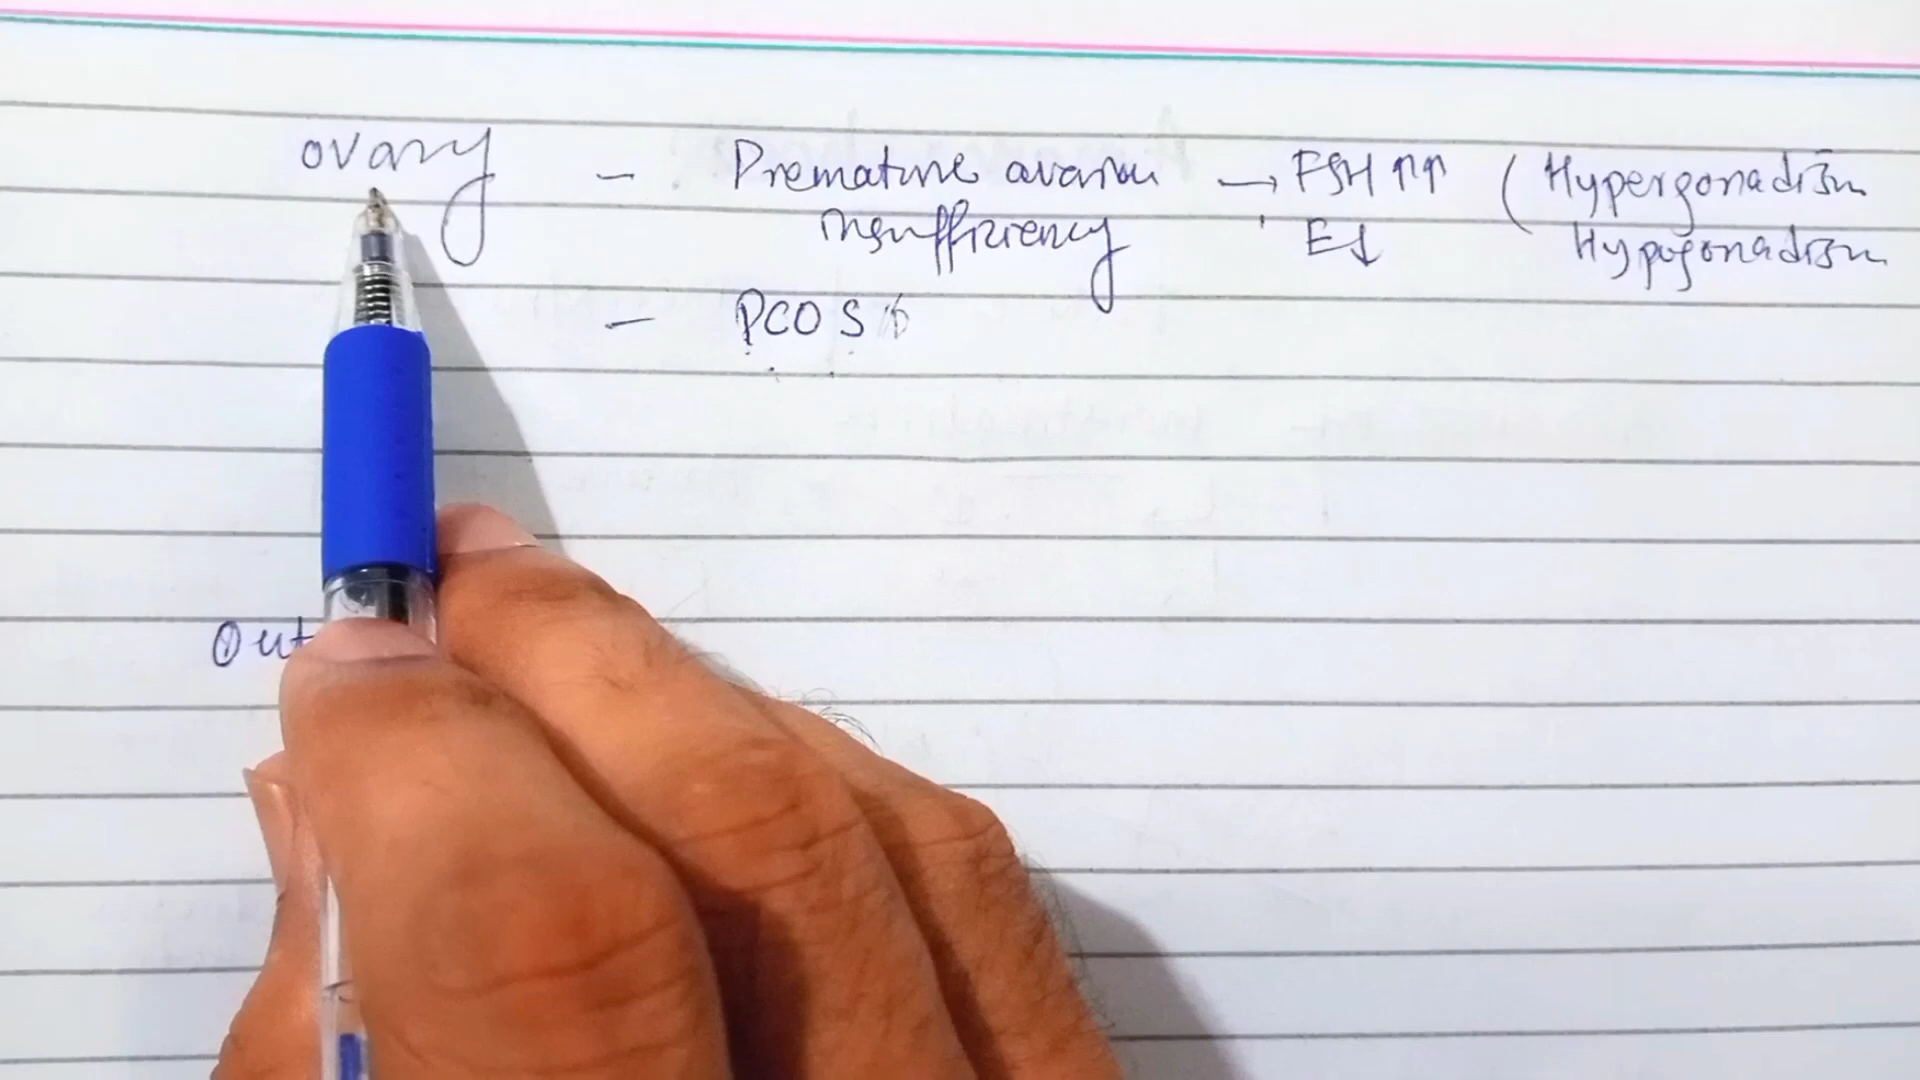 ovary - Premature ovarian → FSH ↑↑ ( Hypergonadism
insufficiency E↓ Hypogonadism
- PCOS
Out